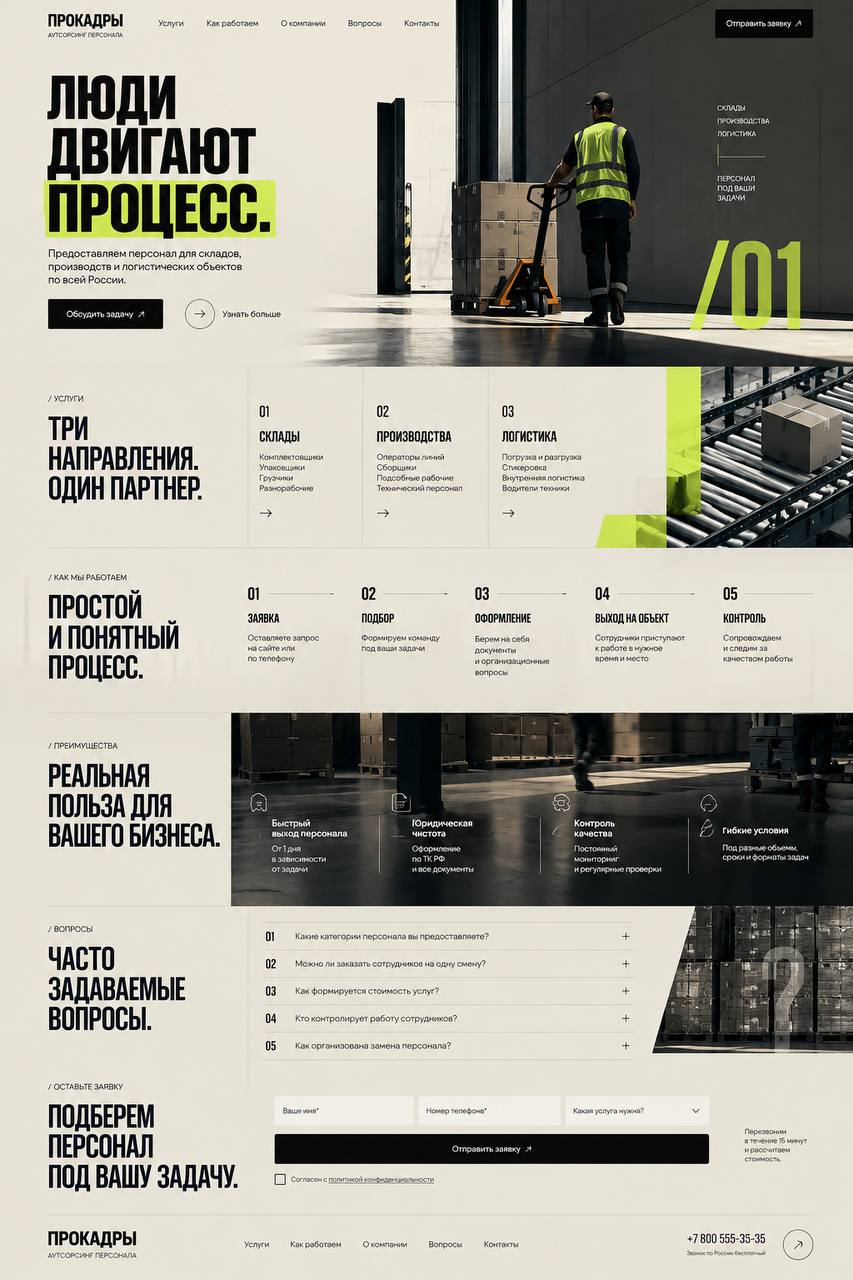 ПРОКАДРЫ
АУТСОРСИНГ ПЕРСОНАЛА
Услуги
Как работаем
О компании
Вопросы
Контакты
Отправить заявку ↗
ЛЮДИ
ДВИГАЮТ
ПРОЦЕСС.
Предоставляем персонал для складов,
производств и логистических объектов
по всей России.
Обсудить задачу ↗
→ Узнать больше
СКЛАДЫ
ПРОИЗВОДСТВА
ЛОГИСТИКА
ПЕРСОНАЛ
ПОД ВАШИ
ЗАДАЧИ
/01
/ УСЛУГИ
ТРИ
НАПРАВЛЕНИЯ.
ОДИН ПАРТНЕР.
01
СКЛАДЫ
Комплектовщики
Упаковщики
Грузчики
Разнорабочие
→
02
ПРОИЗВОДСТВА
Операторы линий
Сборщики
Подсобные рабочие
Технический персонал
→
03
ЛОГИСТИКА
Погрузка и разгрузка
Стикеровка
Внутренняя логистика
Водители техники
→
/ КАК МЫ РАБОТАЕМ
ПРОСТОЙ
И ПОНЯТНЫЙ
ПРОЦЕСС.
01
ЗАЯВКА
Оставляете запрос
на сайте или
по телефону
02
ПОДБОР
Формируем команду
под ваши задачи
03
ОФОРМЛЕНИЕ
Берем на себя
документы
и организационные
вопросы
04
ВЫХОД НА ОБЪЕКТ
Сотрудники приступают
к работе в нужное
время и место
05
КОНТРОЛЬ
Сопровождаем
и следим за
качеством работы
/ ПРЕИМУЩЕСТВА
РЕАЛЬНАЯ
ПОЛЬЗА ДЛЯ
ВАШЕГО БИЗНЕСА.
Быстрый
выход персонала
От 1 дня
в зависимости
от задачи
Юридическая
чистота
Оформление
по ТК РФ
и все документы
Контроль
качества
Постоянный
мониторинг
и регулярные проверки
Гибкие условия
Под разные объемы,
сроки и форматы задач
/ ВОПРОСЫ
ЧАСТО
ЗАДАВАЕМЫЕ
ВОПРОСЫ.
01 Какие категории персонала вы предоставляете? +
02 Можно ли заказать сотрудников на одну смену? +
03 Как формируется стоимость услуг? +
04 Кто контролирует работу сотрудников? +
05 Как организована замена персонала? +
?
/ ОСТАВЬТЕ ЗАЯВКУ
ПОДБЕРЕМ
ПЕРСОНАЛ
ПОД ВАШУ ЗАДАЧУ.
Ваше имя*
Номер телефона*
Какая услуга нужна?
Отправить заявку ↗
Согласен с политикой конфиденциальности
Перезвоним
в течение 15 минут
и рассчитаем
стоимость.
ПРОКАДРЫ
АУТСОРСИНГ ПЕРСОНАЛА
Услуги
Как работаем
О компании
Вопросы
Контакты
+7 800 555-35-35
Звонок по России бесплатный
↗